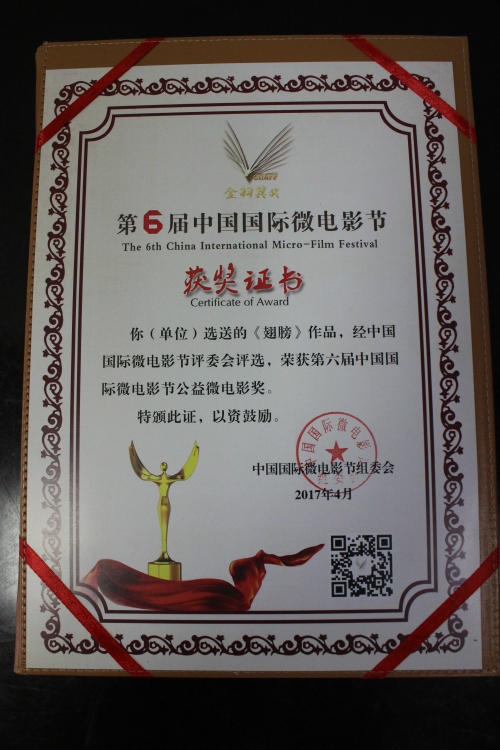 第6届中国国际微电影节
The 6th China International Micro-Film Festival
获奖证书
Certificate of Award
你（单位）选送的《翅膀》作品，经中国
国际微电影节评委会评选，荣获第六届中国国
际微电影节公益微电影奖。
特颁此证，以资鼓励。
中国国际微电影节组委会
2017年4月